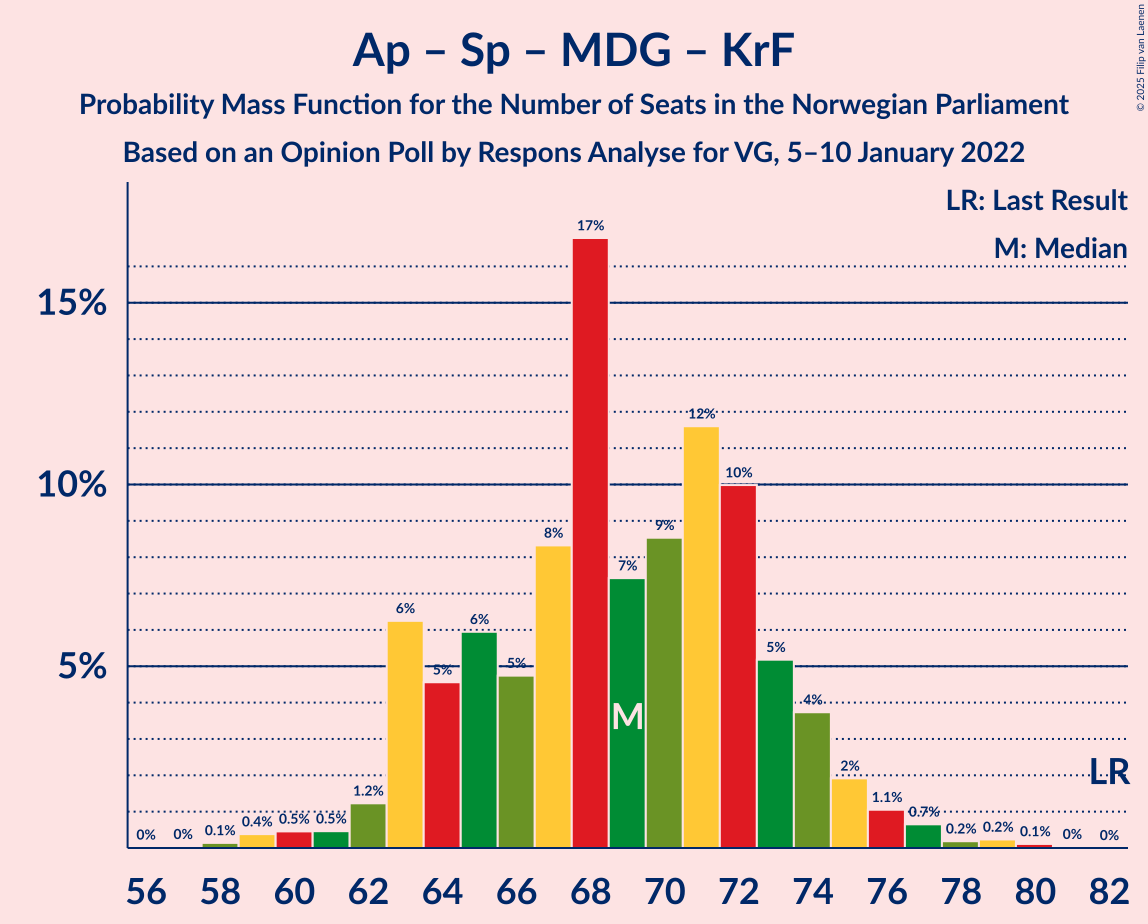 Ap – Sp – MDG – KrF
Probability Mass Function for the Number of Seats in the Norwegian Parliament
Based on an Opinion Poll by Respons Analyse for VG, 5–10 January 2022
© 2025 Filip van Laenen
LR: Last Result
M: Median
15%
10%
5%
0% 0% 0.1% 0.4% 0.5% 0.5% 1.2% 6% 5% 6% 5% 8% 17% 7% 9% 12% 10% 5% 4% 2% 1.1% 0.7% 0.2% 0.2% 0.1% 0% 0%
M
LR
56 58 60 62 64 66 68 70 72 74 76 78 80 82